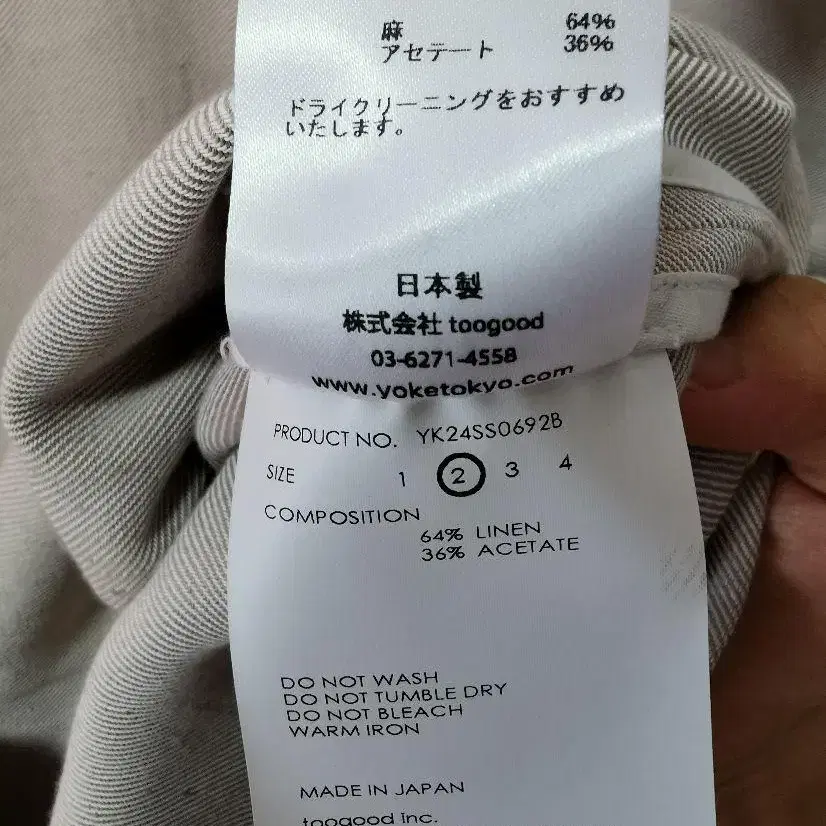 麻 64%
アセテート 36%
ドライクリーニングをおすすめ
いたします。
日本製
株式会社 toogood
03-6271-4558
www.yoketokyo.com
PRODUCT NO. YK24SS0692B
SIZE 1 2 3 4
COMPOSITION
64% LINEN
36% ACETATE
DO NOT WASH
DO NOT TUMBLE DRY
DO NOT BLEACH
WARM IRON
MADE IN JAPAN
toogood Inc.